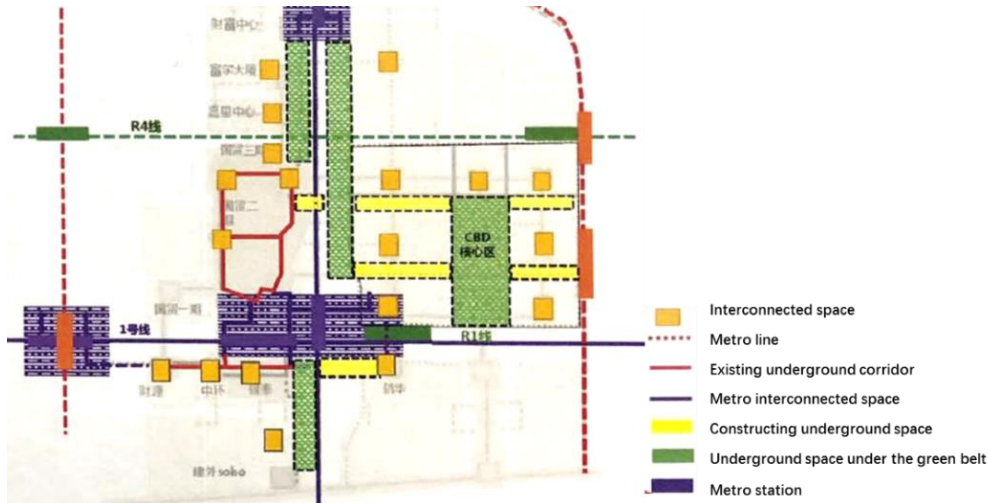 财富中心
富尔大厦
嘉里中心
R4线
国贸三期
国贸二期
CBD
核心区
国贸一期
1号线
R1线
财源
中环
银泰
建外soho
Interconnected space
Metro line
Existing underground corridor
Metro interconnected space
Constructing underground space
Underground space under the green belt
Metro station